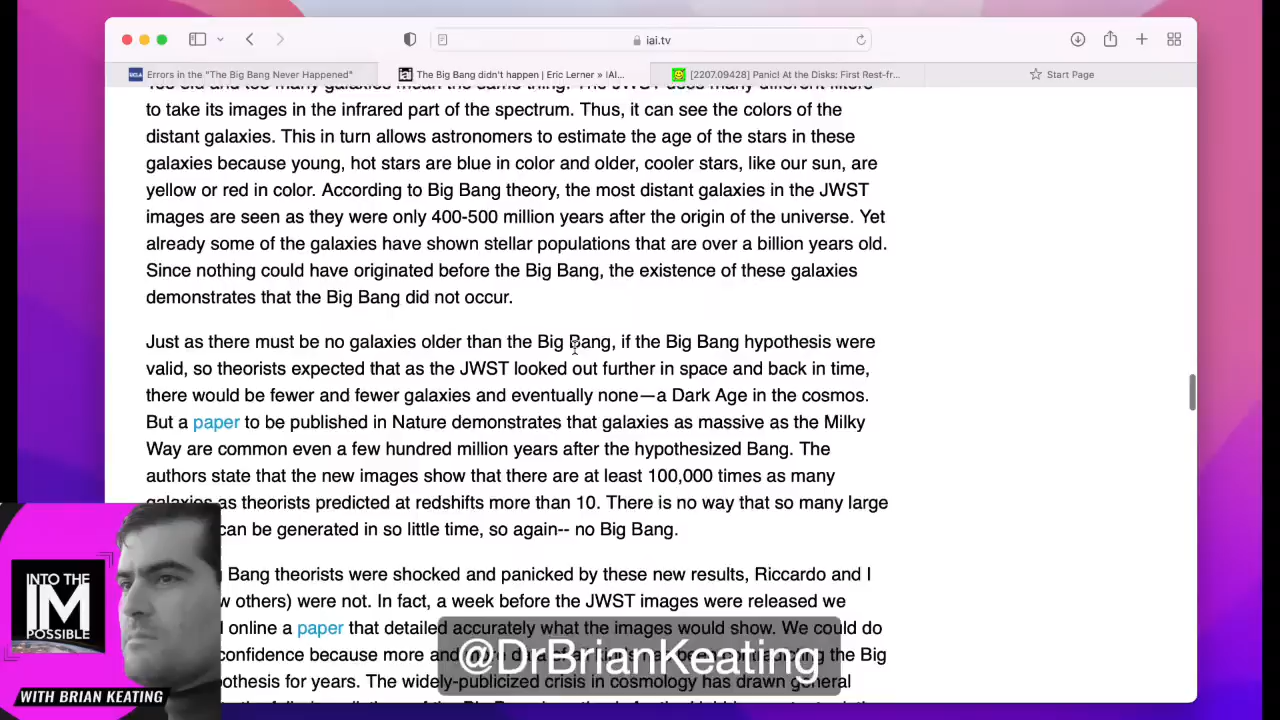 iai.tv
UCLA
Errors in the "The Big Bang Never Happened"
The Big Bang didn't happen | Eric Lerner » IAI...
[2207.09428] Panic! At the Disks: First Rest-fr...
Start Page
to take its images in the infrared part of the spectrum. Thus, it can see the colors of the
distant galaxies. This in turn allows astronomers to estimate the age of the stars in these
galaxies because young, hot stars are blue in color and older, cooler stars, like our sun, are
yellow or red in color. According to Big Bang theory, the most distant galaxies in the JWST
images are seen as they were only 400-500 million years after the origin of the universe. Yet
already some of the galaxies have shown stellar populations that are over a billion years old.
Since nothing could have originated before the Big Bang, the existence of these galaxies
demonstrates that the Big Bang did not occur.
Just as there must be no galaxies older than the Big Bang, if the Big Bang hypothesis were
valid, so theorists expected that as the JWST looked out further in space and back in time,
there would be fewer and fewer galaxies and eventually none—a Dark Age in the cosmos.
But a paper to be published in Nature demonstrates that galaxies as massive as the Milky
Way are common even a few hundred million years after the hypothesized Bang. The
authors state that the new images show that there are at least 100,000 times as many
galaxies as theorists predicted at redshifts more than 10. There is no way that so many large
can be generated in so little time, so again-- no Big Bang.
Bang theorists were shocked and panicked by these new results, Riccardo and I
others) were not. In fact, a week before the JWST images were released we
online a paper that detailed accurately what the images would show. We could do
confidence because more and
the Big
for years. The widely-publicized crisis in cosmology has drawn general
@DrBrianKeating
INTO THE
IM
POSSIBLE
WITH BRIAN KEATING